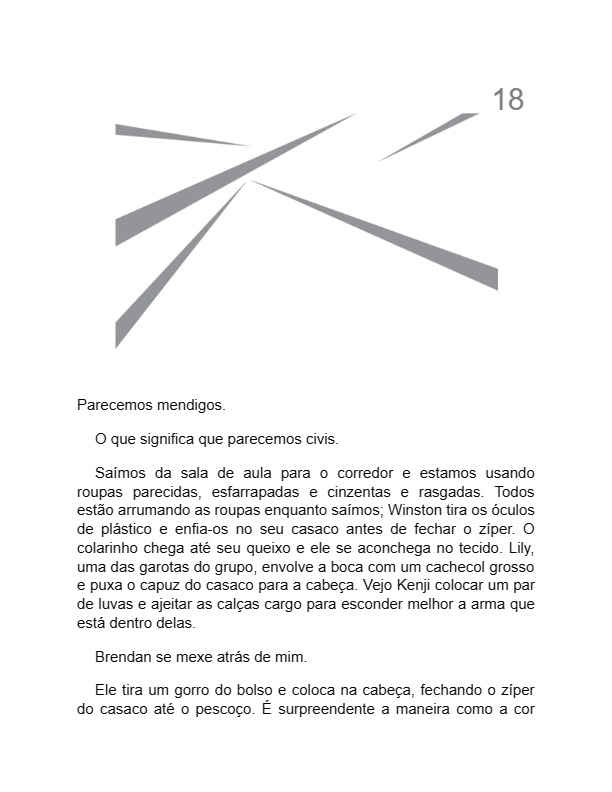 18
Parecemos mendigos.
O que significa que parecemos civis.
Saímos da sala de aula para o corredor e estamos usando
roupas parecidas, esfarrapadas e cinzentas e rasgadas. Todos
estão arrumando as roupas enquanto saímos; Winston tira os óculos
de plástico e enfia-os no seu casaco antes de fechar o zíper. O
colarinho chega até seu queixo e ele se aconchega no tecido. Lily,
uma das garotas do grupo, envolve a boca com um cachecol grosso
e puxa o capuz do casaco para a cabeça. Vejo Kenji colocar um par
de luvas e ajeitar as calças cargo para esconder melhor a arma que
está dentro delas.
Brendan se mexe atrás de mim.
Ele tira um gorro do bolso e coloca na cabeça, fechando o zíper
do casaco até o pescoço. É surpreendente a maneira como a cor